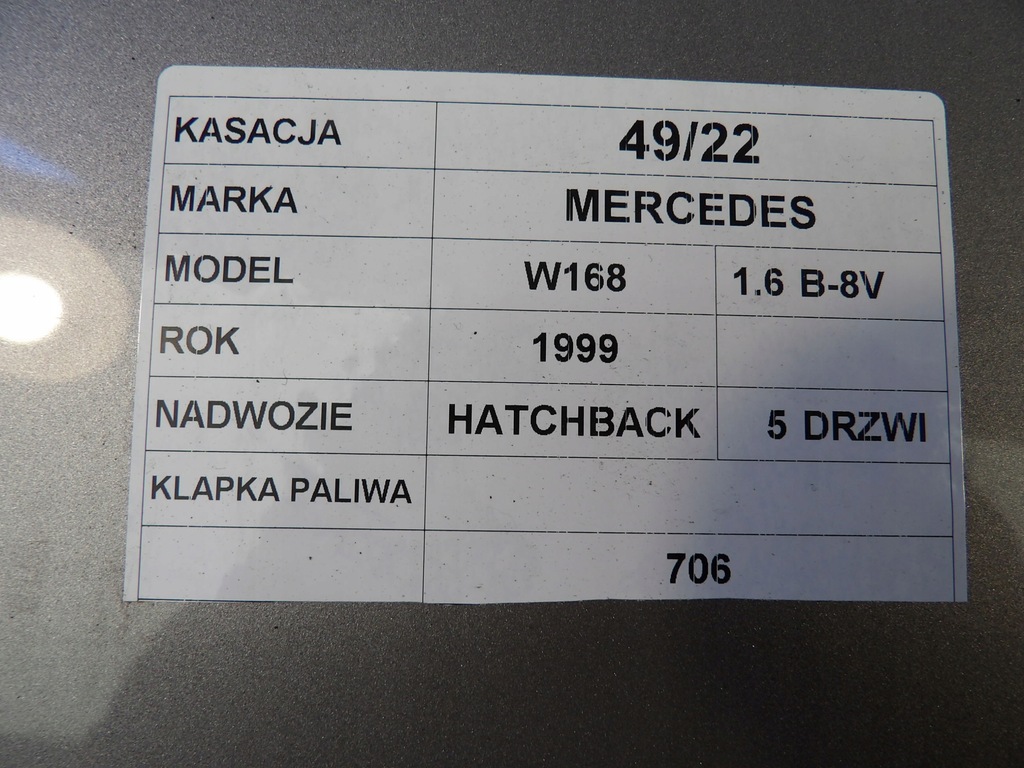 KASACJA 49/22
MARKA MERCEDES
MODEL W168 1.6 B-8V
ROK 1999
NADWOZIE HATCHBACK 5 DRZWI
KLAPKA PALIWA
706